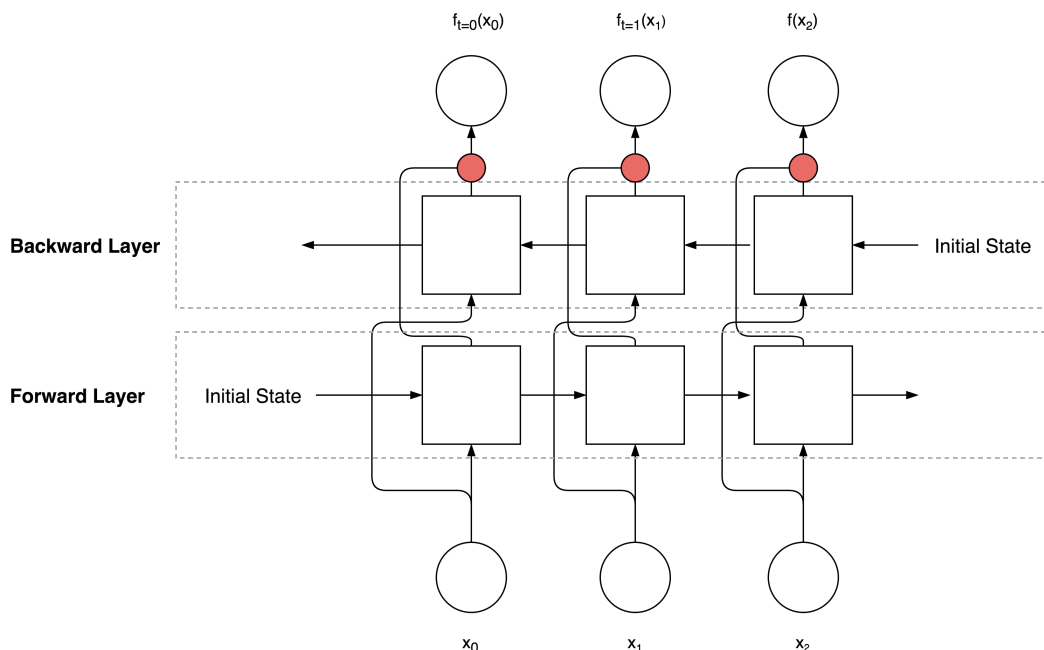 f_{t=0}(x_0)
f_{t=1}(x_1)
f(x_2)
Backward Layer
Initial State
Forward Layer
Initial State
x_0
x_1
x_2